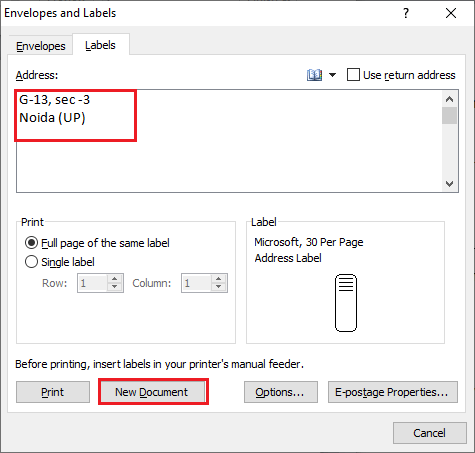 Envelopes and Labels
?
Envelopes
Labels
Address:
Use return address
G-13, sec -3
Noida (UP)
Print
Full page of the same label
Single label
Row: 1 Column: 1
Label
Microsoft, 30 Per Page
Address Label
Before printing, insert labels in your printer's manual feeder.
Print
New Document
Options...
E-postage Properties...
Cancel